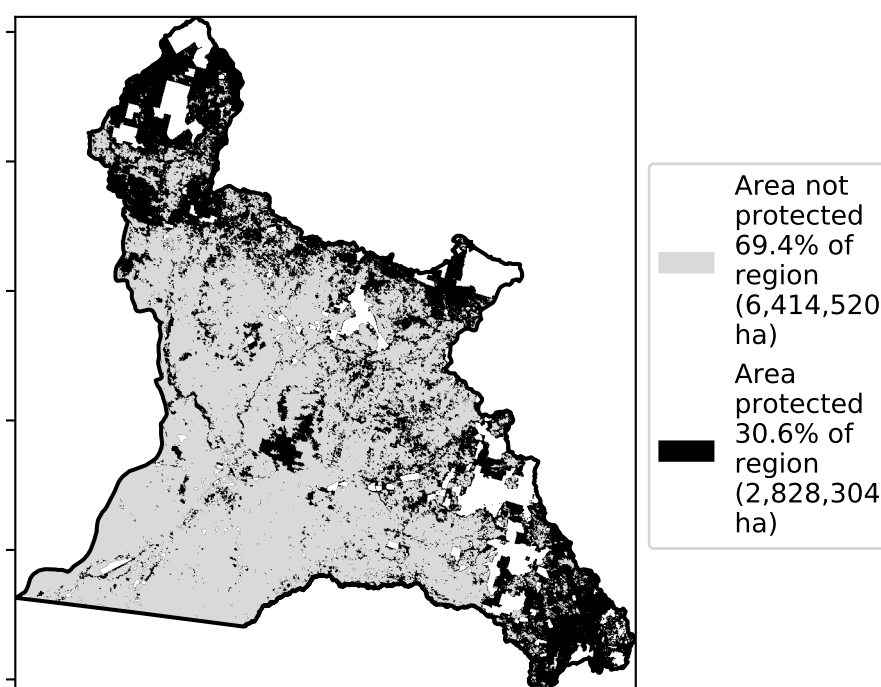 Area not
protected
69.4% of
region
(6,414,520
ha)
Area
protected
30.6% of
region
(2,828,304
ha)